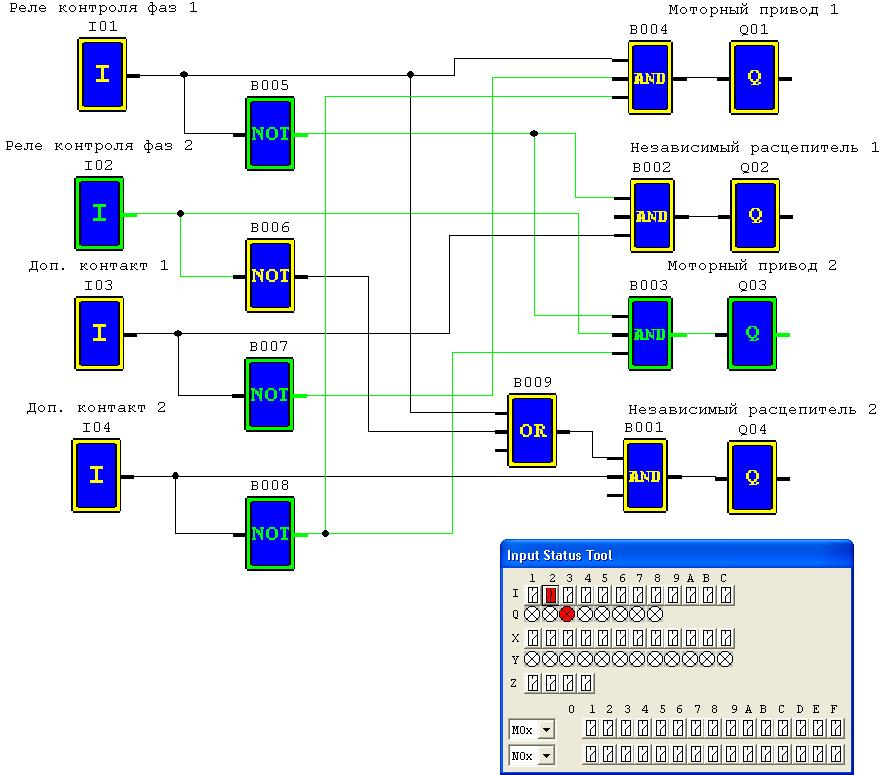 Реле контроля фаз 1
Моторный привод 1
I01
B004
Q01
I
AND
Q
B005
NOT
Реле контроля фаз 2
Независимый расцепитель 1
I02
B002
Q02
I
AND
Q
B006
NOT
Доп. контакт 1
Моторный привод 2
I03
B003
Q03
I
AND
Q
B007
NOT
B009
OR
Доп. контакт 2
Независимый расцепитель 2
I04
B001
Q04
I
AND
Q
B008
NOT
Input Status Tool
1 2 3 4 5 6 7 8 9 A B C
I
Q
X
Y
Z
0 1 2 3 4 5 6 7 8 9 A B C D E F
M0x
N0x